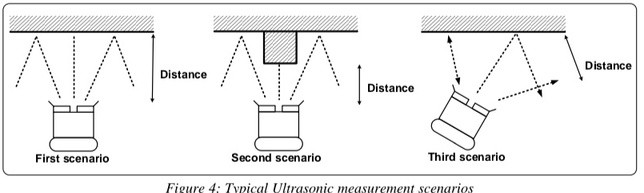 Distance
Distance
Distance
First scenario
Second scenario
Third scenario
Figure 4: Typical Ultrasonic measurement scenarios